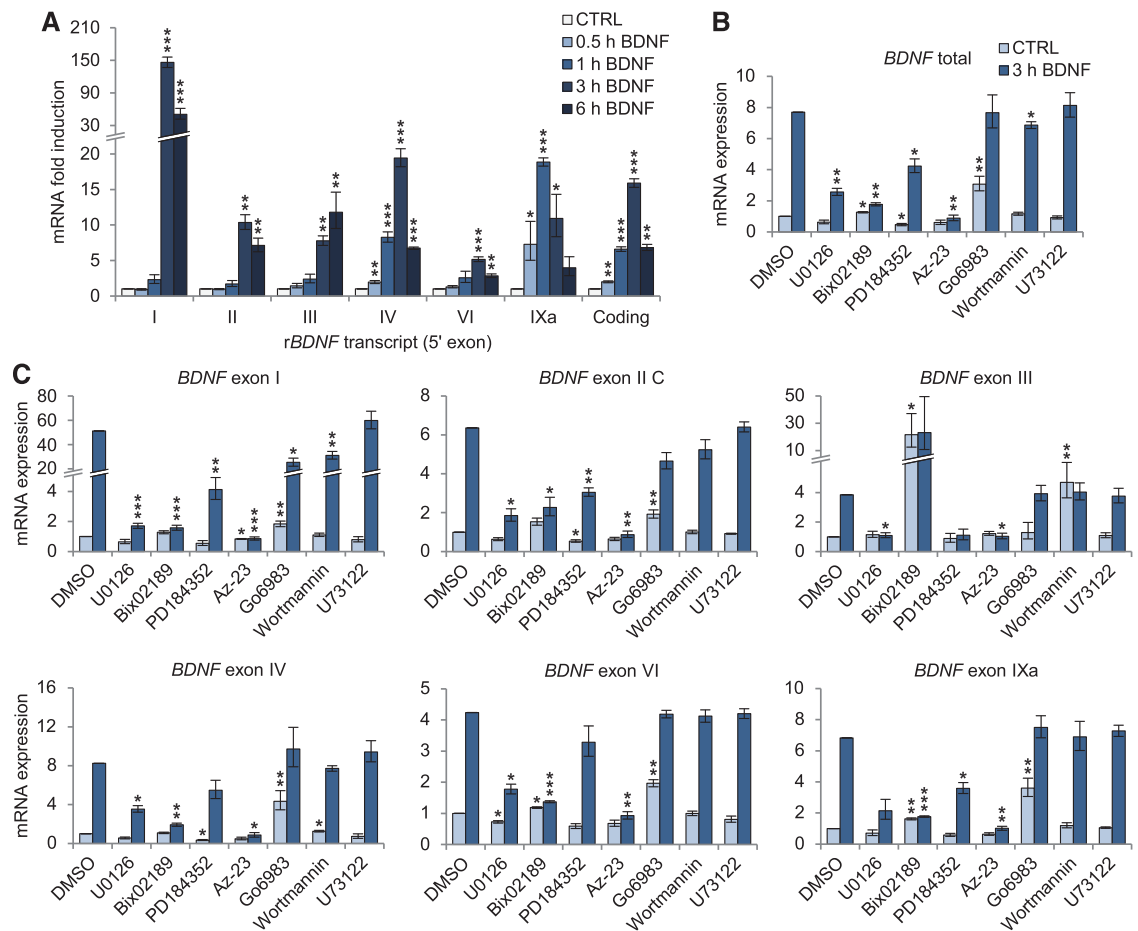 A
CTRL
0.5 h BDNF
1 h BDNF
3 h BDNF
6 h BDNF
mRNA fold induction
210
150
90
30
20
15
10
5
0
*** *** ** ** ** ** ** *** *** *** *** ** * *** * ** *** *** **
I II III IV VI IXa Coding
rBDNF transcript (5' exon)
B
BDNF total
CTRL
3 h BDNF
mRNA expression
10
8
6
4
2
0
** * ** * * ** ** *
DMSO U0126 Bix02189 PD184352 Az-23 Go6983 Wortmannin U73122
C
BDNF exon I
mRNA expression
80
60
40
20
4
2
0
*** *** ** * *** ** * **
DMSO U0126 Bix02189 PD184352 Az-23 Go6983 Wortmannin U73122
BDNF exon II C
8
6
4
2
0
* * * ** ** **
DMSO U0126 Bix02189 PD184352 Az-23 Go6983 Wortmannin U73122
BDNF exon III
50
30
10
4
2
0
* * * **
DMSO U0126 Bix02189 PD184352 Az-23 Go6983 Wortmannin U73122
BDNF exon IV
mRNA expression
16
12
8
4
0
* ** * * ** *
DMSO U0126 Bix02189 PD184352 Az-23 Go6983 Wortmannin U73122
BDNF exon VI
5
4
3
2
1
0
* * * *** ** **
DMSO U0126 Bix02189 PD184352 Az-23 Go6983 Wortmannin U73122
BDNF exon IXa
10
8
6
4
2
0
** *** * ** **
DMSO U0126 Bix02189 PD184352 Az-23 Go6983 Wortmannin U73122